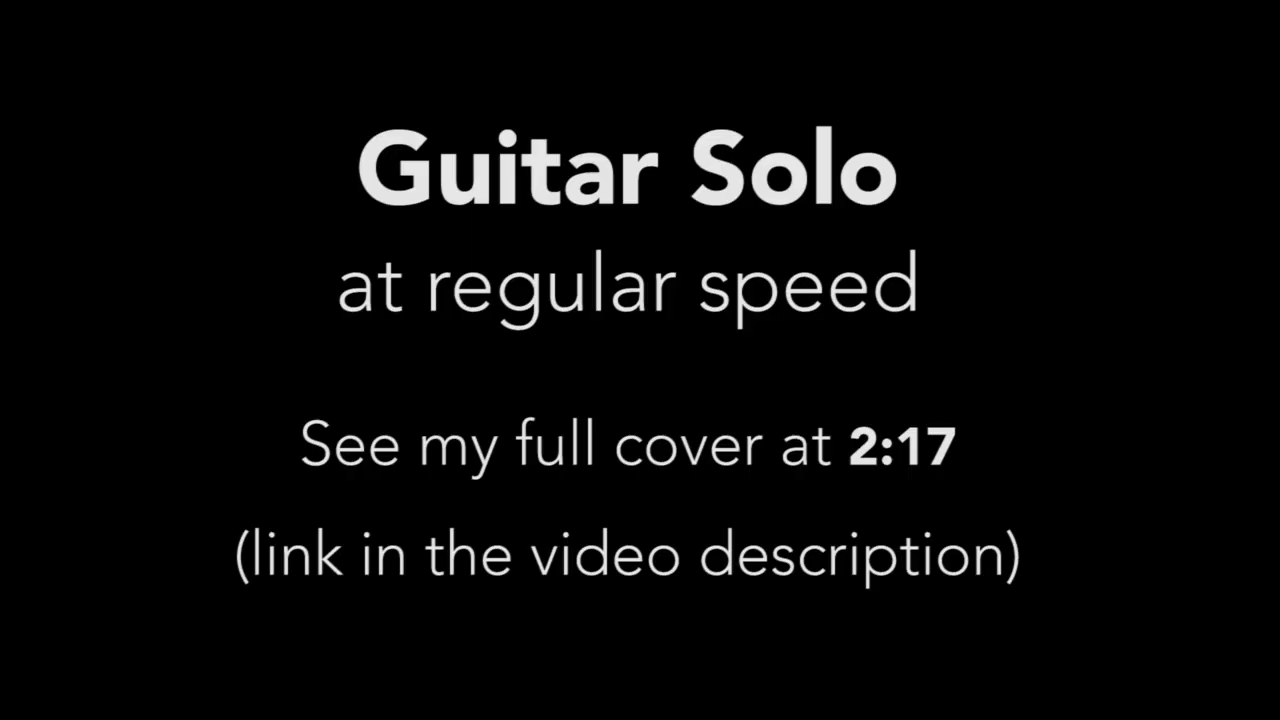 Guitar Solo
at regular speed
See my full cover at 2:17
(link in the video description)